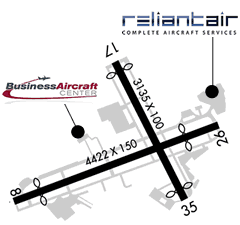 reliantair
COMPLETE AIRCRAFT SERVICES
17
BusinessAircraft
CENTER
3135 X 100
4422 X 150
26
8
35